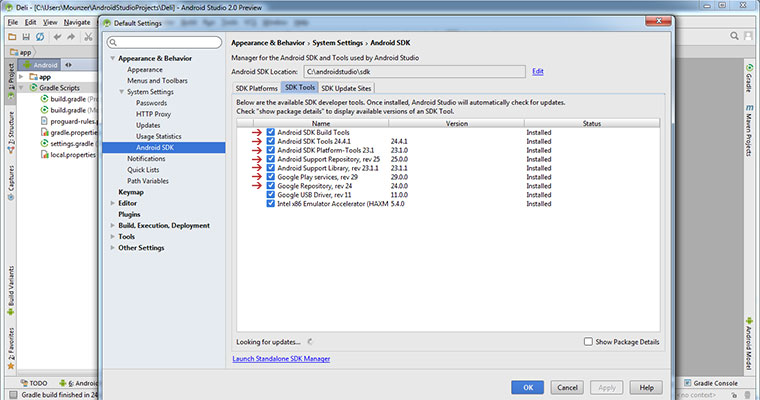 Deli - [C:\Users\Mounzer\AndroidStudioProjects\Deli] - Android Studio 2.0 Preview
File Edit View Navi
Default Settings
app
Android
app
Gradle Scripts
build.gradle (Pro
build.gradle (M
proguard-rules.p
gradle.properties
settings.gradle
local.properties
1: Project
7: Structure
Captures
Build Variants
2: Favorites
Appearance & Behavior
Appearance
Menus and Toolbars
System Settings
Passwords
HTTP Proxy
Updates
Usage Statistics
Android SDK
Notifications
Quick Lists
Path Variables
Keymap
Editor
Plugins
Build, Execution, Deployment
Tools
Other Settings
Appearance & Behavior › System Settings › Android SDK
Manager for the Android SDK and Tools used by Android Studio
Android SDK Location: C:\androidstudio\sdk Edit
SDK Platforms SDK Tools SDK Update Sites
Below are the available SDK developer tools. Once installed, Android Studio will automatically check for updates.
Check "show package details" to display available versions of an SDK Tool.
Name Version Status
Android SDK Build Tools Installed
Android SDK Tools 24.4.1 24.4.1 Installed
Android SDK Platform-Tools 23.1 23.1.0 Installed
Android Support Repository, rev 25 25.0.0 Installed
Android Support Library, rev 23.1.1 23.1.1 Installed
Google Play services, rev 29 29.0.0 Installed
Google Repository, rev 24 24.0.0 Installed
Google USB Driver, rev 11 11.0.0 Installed
Intel x86 Emulator Accelerator (HAXM 5.4.0 Installed
Looking for updates...
Show Package Details
Launch Standalone SDK Manager
OK Cancel Apply Help
Gradle
Maven Projects
Android Model
TODO 6: Android
Gradle Console
Gradle build finished in 24
no context>